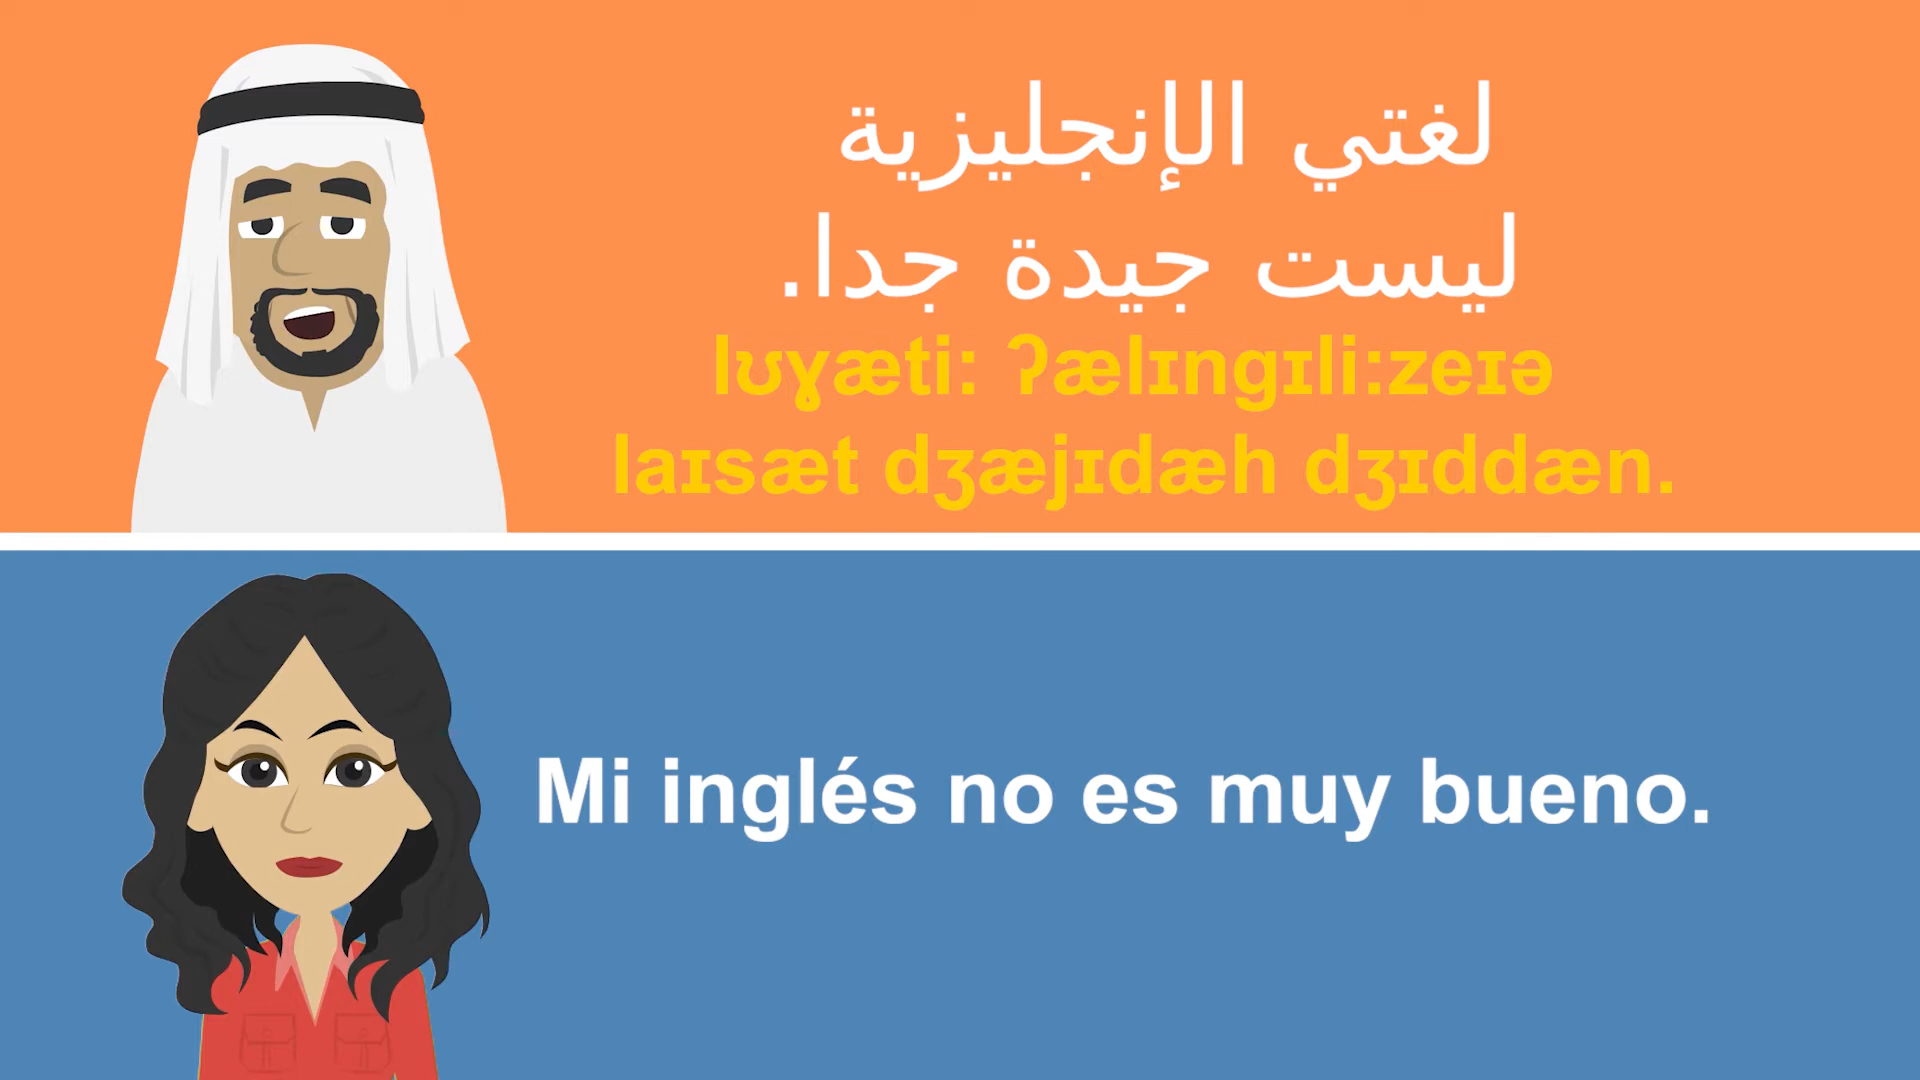 لغتي الإنجليزية
ليست جيدة جدا.
lʊɣæti: ʔælɪngɪli:zeɪə
laɪsæt dʒæjɪdæh dʒɪddæn.
Mi inglés no es muy bueno.